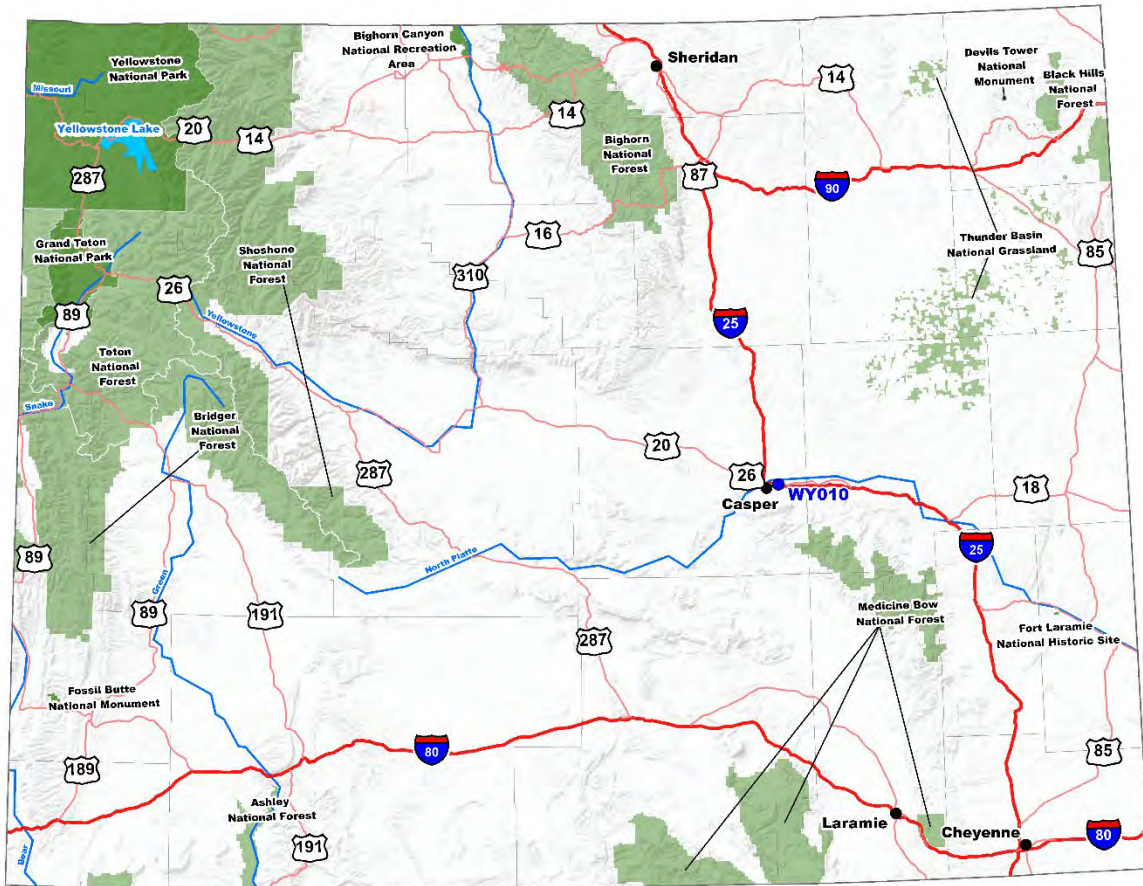 Bighorn Canyon
National Recreation
Area
Sheridan
Devils Tower
National
Monument
Black Hills
National
Forest
Yellowstone
National Park
Missouri
14
14
Yellowstone Lake
20
14
Bighorn
National
Forest
287
87
90
Grand Teton
National Park
Shoshone
National
Forest
16
Thunder Basin
National Grassland
85
310
26
89
Yellowstone
25
Teton
National
Forest
Snake
Bridger
National
Forest
20
287
26
WY010
Casper
18
89
25
North Platte
Green
89
191
Medicine Bow
National Forest
287
Fort Laramie
National Historic Site
Fossil Butte
National Monument
80
85
189
Ashley
National Forest
Laramie
Cheyenne
80
191
Bear